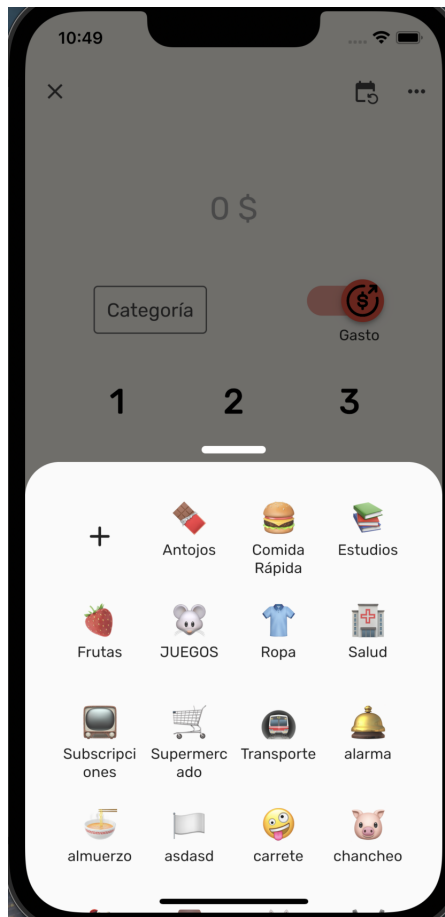 10:49
0 $
Categoría
Gasto
1 2 3
Antojos Comida Estudios
Rápida
Frutas JUEGOS Ropa Salud
Subscripci Supermerc Transporte alarma
ones ado
almuerzo asdasd carrete chancheo